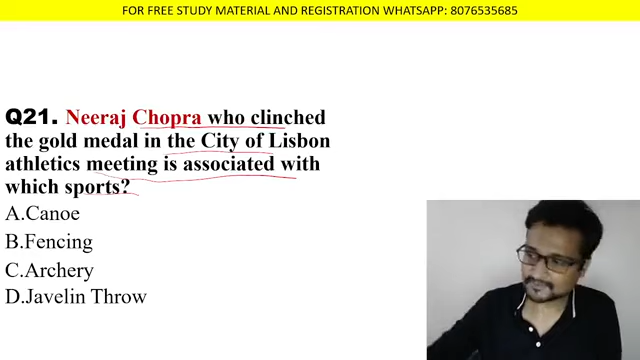 FOR FREE STUDY MATERIAL AND REGISTRATION WHATSAPP: 8076535685
Q21. Neeraj Chopra who clinched
the gold medal in the City of Lisbon
athletics meeting is associated with
which sports?
A.Canoe
B.Fencing
C.Archery
D.Javelin Throw